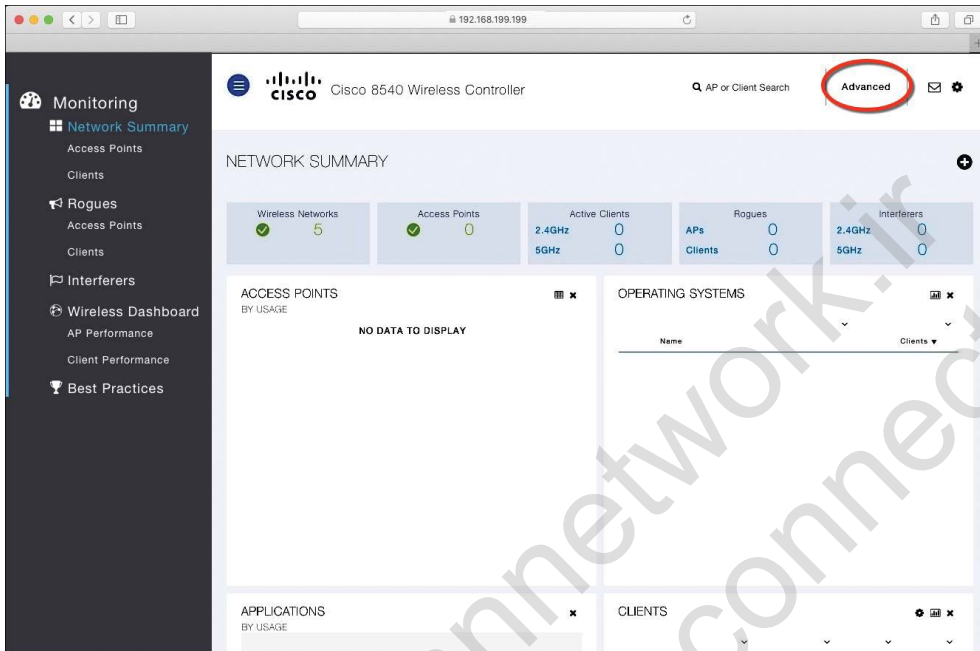 192.168.199.199
Monitoring
Network Summary
Access Points
Clients
Rogues
Access Points
Clients
Interferers
Wireless Dashboard
AP Performance
Client Performance
Best Practices
CISCO Cisco 8540 Wireless Controller
AP or Client Search
Advanced
NETWORK SUMMARY
Wireless Networks
5
Access Points
0
Active Clients
2.4GHz 0
5GHz 0
Rogues
APs 0
Clients 0
Interferers
2.4GHz 0
5GHz 0
ACCESS POINTS
BY USAGE
NO DATA TO DISPLAY
OPERATING SYSTEMS
Name Clients
APPLICATIONS
BY USAGE
CLIENTS